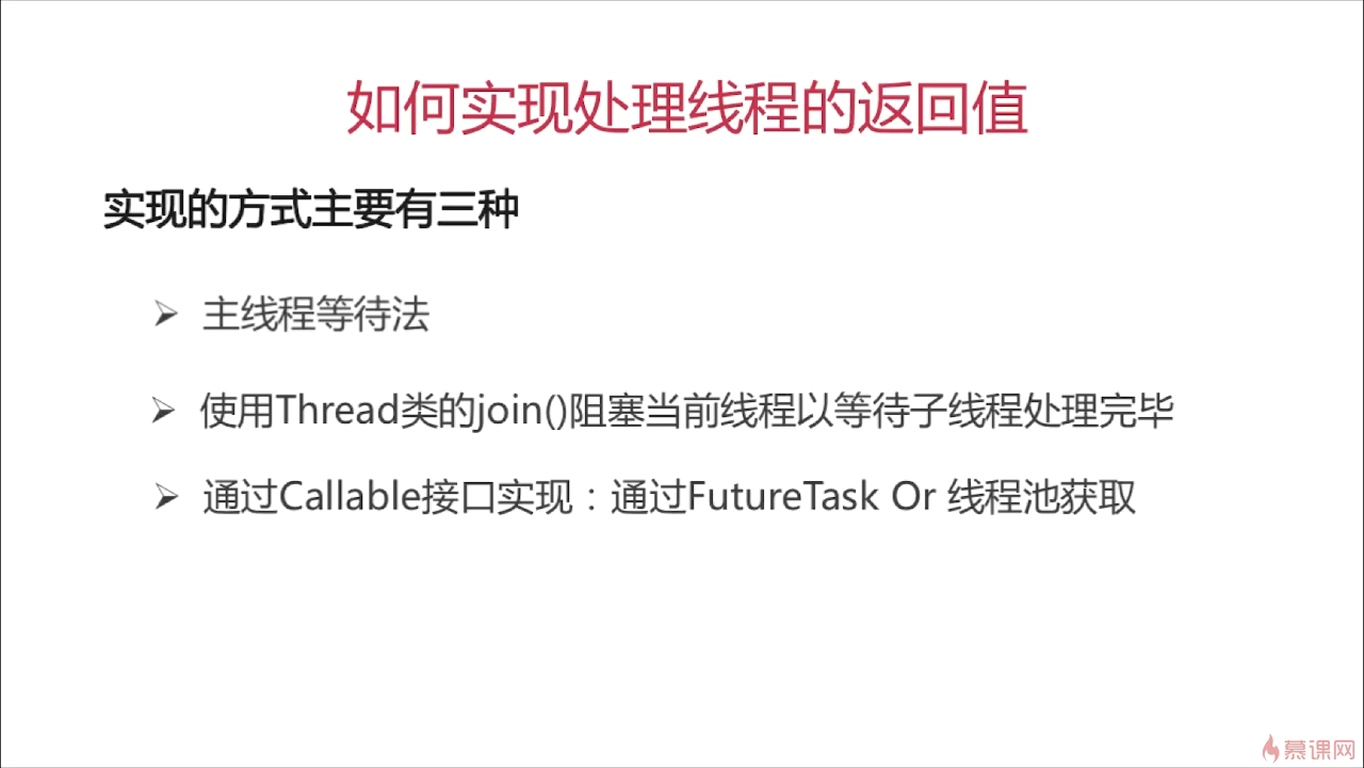 如何实现处理线程的返回值
实现的方式主要有三种
➢ 主线程等待法
➢ 使用Thread类的join()阻塞当前线程以等待子线程处理完毕
➢ 通过Callable接口实现：通过FutureTask Or 线程池获取
慕课网